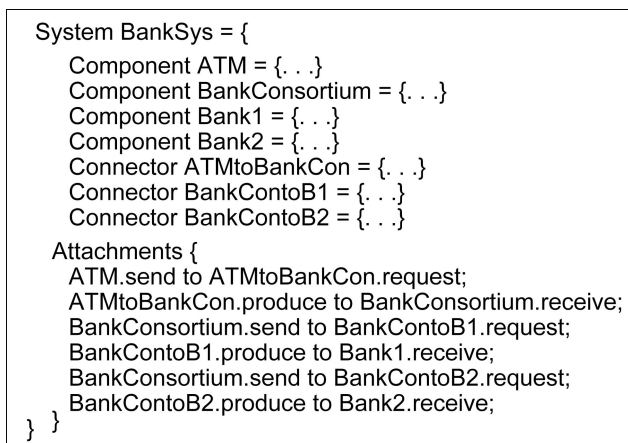 System BankSys = {
Component ATM = {. . .}
Component BankConsortium = {. . .}
Component Bank1 = {. . .}
Component Bank2 = {. . .}
Connector ATMtoBankCon = {. . .}
Connector BankContoB1 = {. . .}
Connector BankContoB2 = {. . .}
Attachments {
ATM.send to ATMtoBankCon.request;
ATMtoBankCon.produce to BankConsortium.receive;
BankConsortium.send to BankContoB1.request;
BankContoB1.produce to Bank1.receive;
BankConsortium.send to BankContoB2.request;
BankContoB2.produce to Bank2.receive;
} }